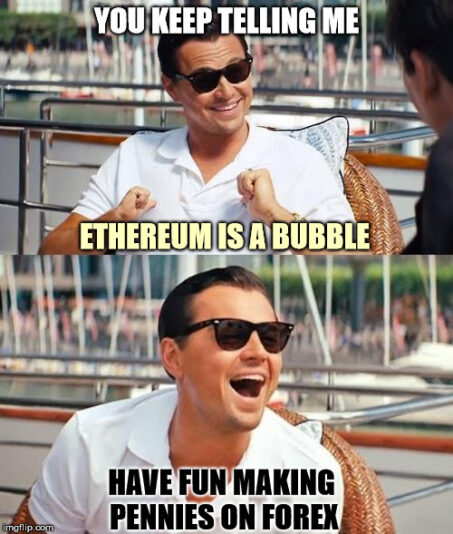 YOU KEEP TELLING ME
ETHEREUM IS A BUBBLE
HAVE FUN MAKING
PENNIES ON FOREX
imgflip.com